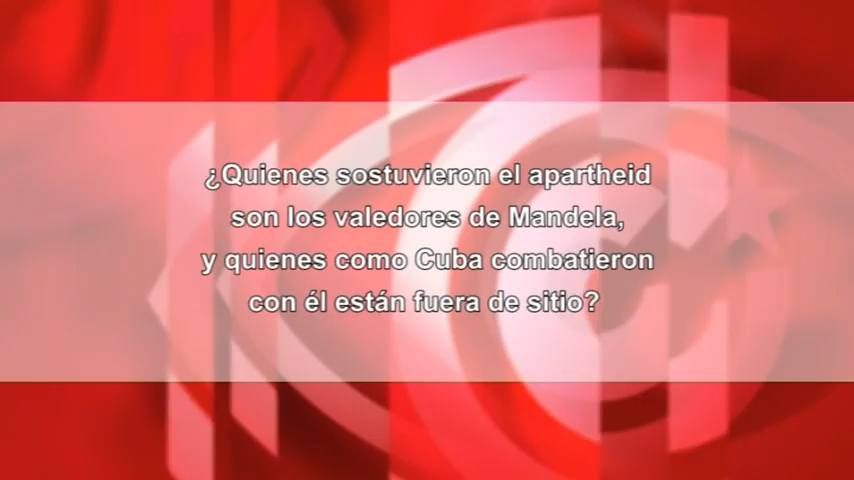 ¿Quienes sostuvieron el apartheid
son los valedores de Mandela,
y quienes como Cuba combatieron
con él están fuera de sitio?